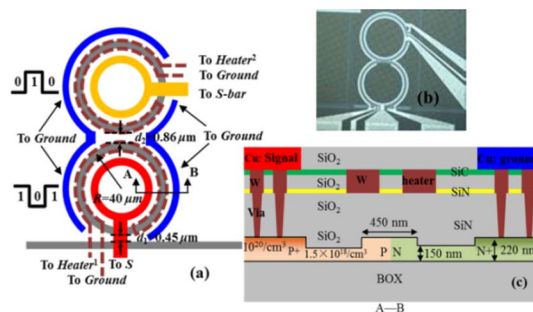 To Heater²
To Ground
To S-bar
0 1 0
To Ground
d₂ 0.86 μm
To Ground
A
B
R=40 μm
1 0 1
d₁ 0.45 μm
To Heater¹
To S
To Ground
(a)
(b)
Cu: Signal
SiO₂
Cu: ground
SiC
W
SiO₂
W
heater
SiN
Via
SiO₂
450 nm
SiN
10²⁰/cm³ P+
1.5×10¹⁸/cm³
P
N
150 nm
N+
220 nm
BOX
(c)
A—B